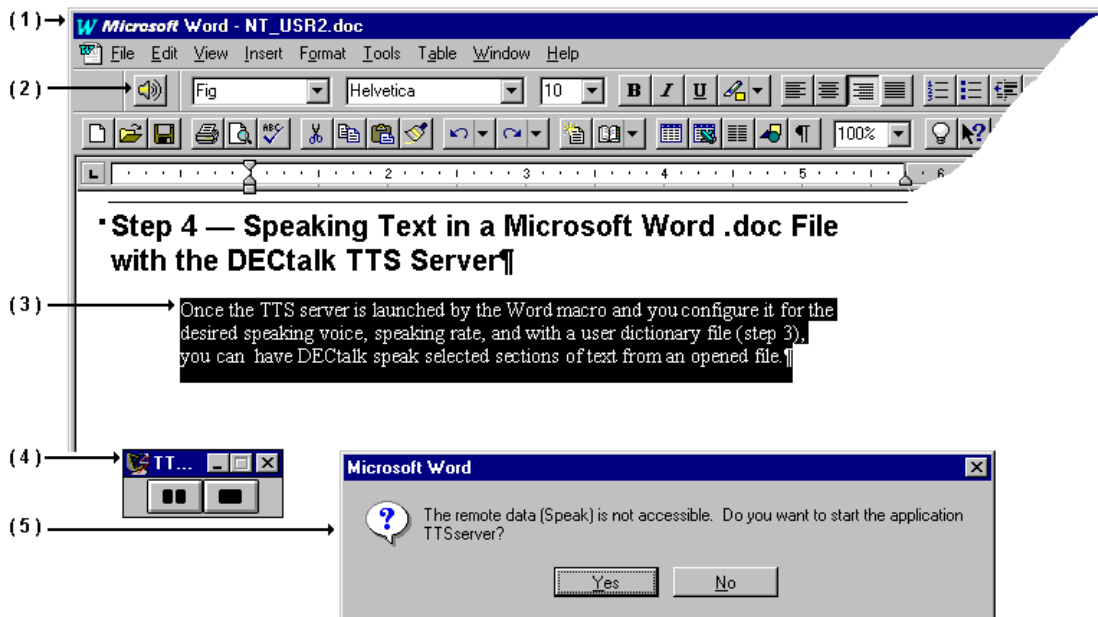 (1)
W Microsoft Word - NT_USR2.doc
File Edit View Insert Format Tools Table Window Help
(2)
Fig Helvetica 10 B I U
ABC 100% ¶
L 2 3 4 5 6
Step 4 — Speaking Text in a Microsoft Word .doc File
with the DECtalk TTS Server¶
(3)
Once the TTS server is launched by the Word macro and you configure it for the
desired speaking voice, speaking rate, and with a user dictionary file (step 3),
you can have DECtalk speak selected sections of text from an opened file.¶
(4)
TT...
Microsoft Word
(5)
The remote data (Speak) is not accessible. Do you want to start the application
TTSserver?
Yes No